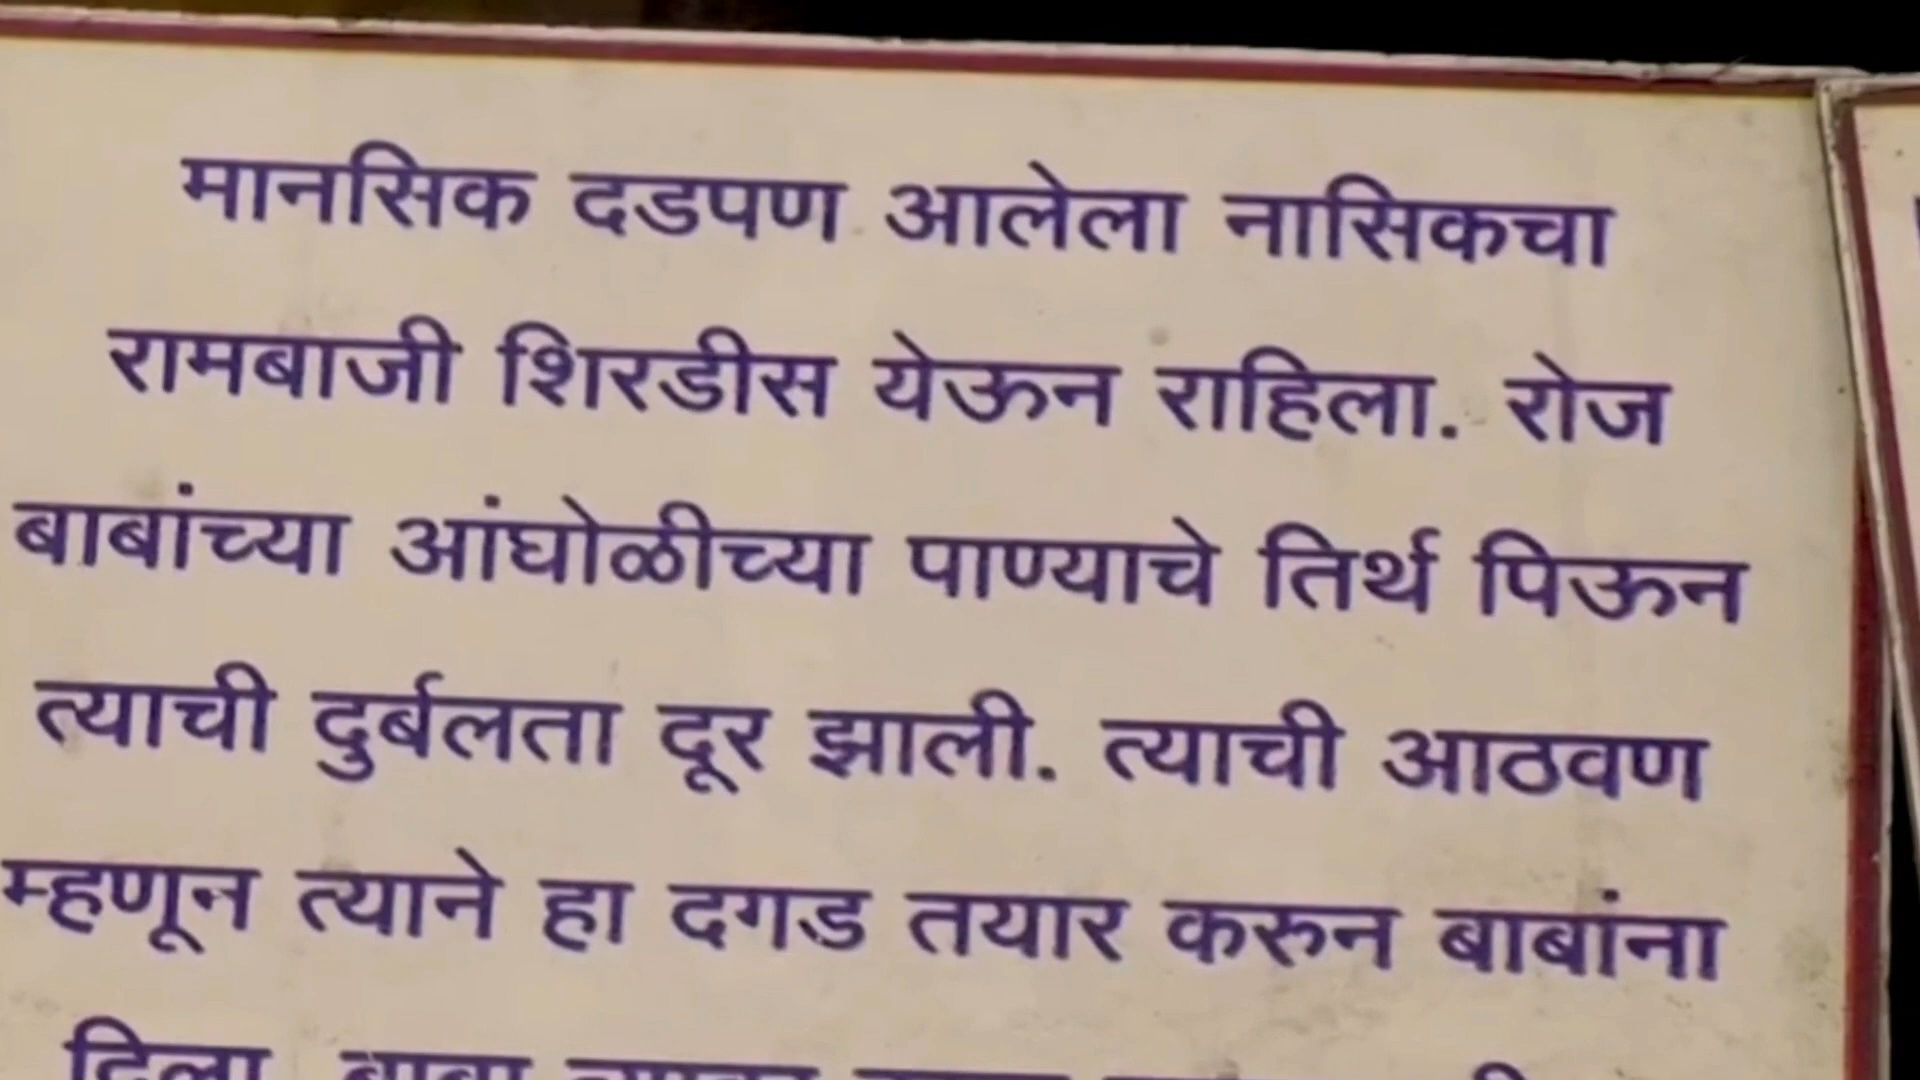 मानसिक दडपण आलेला नासिकचा
रामबाजी शिरडीस येऊन राहिला. रोज
बाबांच्या आंघोळीच्या पाण्याचे तिर्थ पिऊन
त्याची दुर्बलता दूर झाली. त्याची आठवण
म्हणून त्याने हा दगड तयार करुन बाबांना
दिला. बाबा